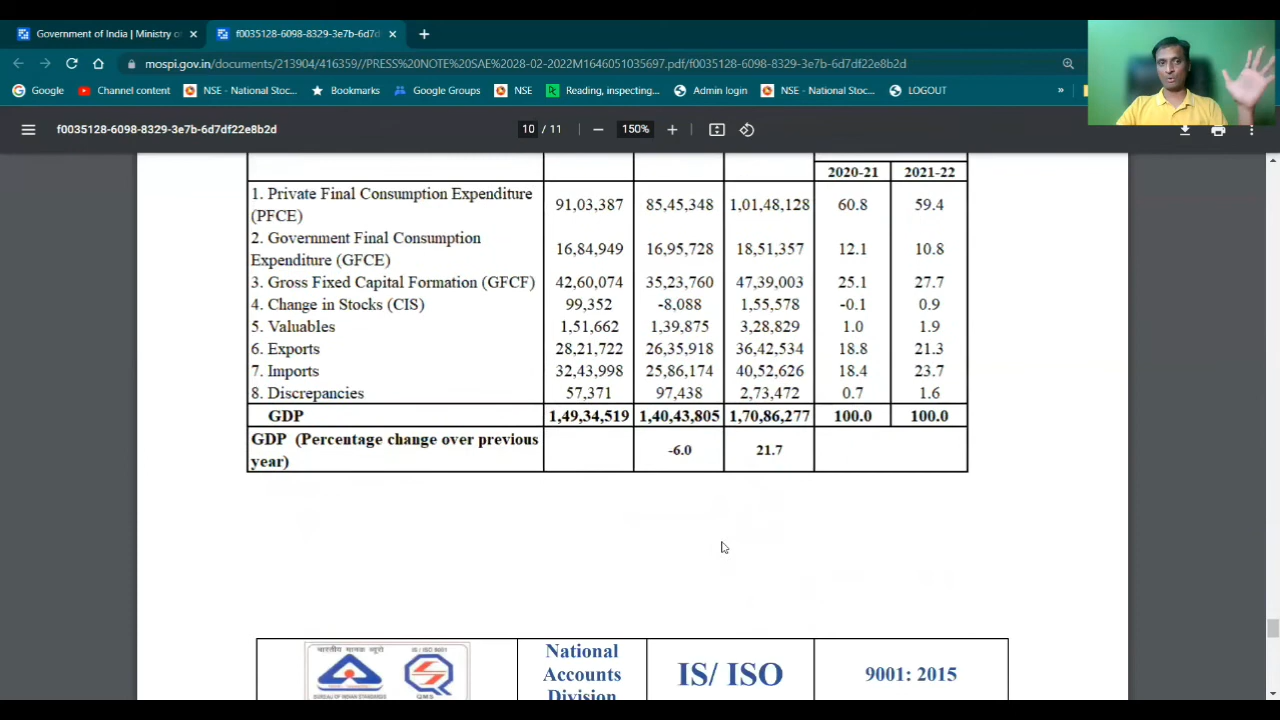 Government of India | Ministry o
f0035128-6098-8329-3e7b-6d7d
mospi.gov.in/documents/213904/416359//PRESS%20NOTE%20SAE%2028-02-2022M1646051035697.pdf/f0035128-6098-8329-3e7b-6d7df22e8b2d
Google Channel content NSE - National Stoc... Bookmarks Google Groups NSE Reading, inspecting... Admin login NSE - National Stoc... LOGOUT »
f0035128-6098-8329-3e7b-6d7df22e8b2d 10 / 11 150%
2020-21 2021-22
1. Private Final Consumption Expenditure
(PFCE) 91,03,387 85,45,348 1,01,48,128 60.8 59.4
2. Government Final Consumption
Expenditure (GFCE) 16,84,949 16,95,728 18,51,357 12.1 10.8
3. Gross Fixed Capital Formation (GFCF) 42,60,074 35,23,760 47,39,003 25.1 27.7
4. Change in Stocks (CIS) 99,352 -8,088 1,55,578 -0.1 0.9
5. Valuables 1,51,662 1,39,875 3,28,829 1.0 1.9
6. Exports 28,21,722 26,35,918 36,42,534 18.8 21.3
7. Imports 32,43,998 25,86,174 40,52,626 18.4 23.7
8. Discrepancies 57,371 97,438 2,73,472 0.7 1.6
GDP 1,49,34,519 1,40,43,805 1,70,86,277 100.0 100.0
GDP (Percentage change over previous
year) -6.0 21.7
भारतीय मानक ब्यूरो IS / ISO 9001
BUREAU OF INDIAN STANDARDS QMS
National
Accounts
Division
IS/ ISO
9001: 2015